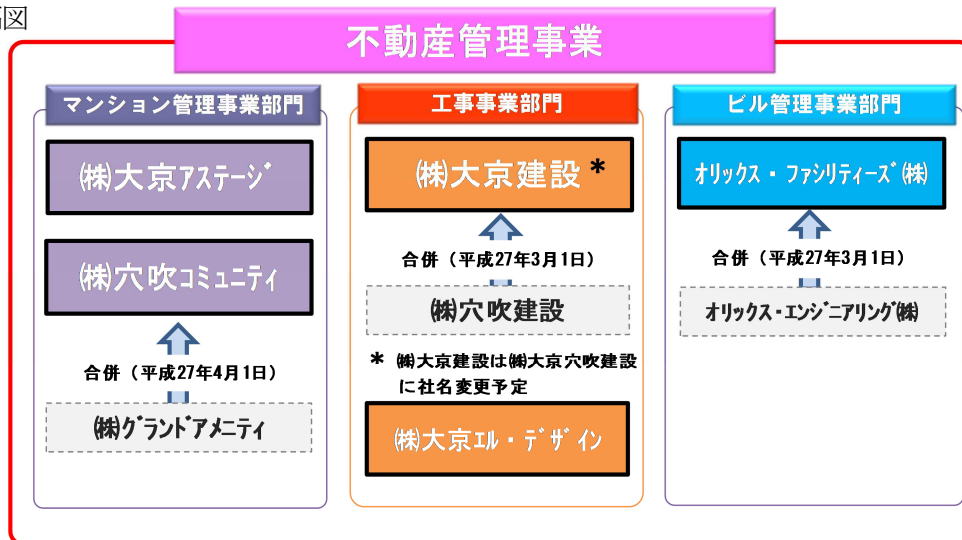 図
不動産管理事業
マンション管理事業部門
㈱大京ｱｽﾃｰｼﾞ
㈱穴吹ｺﾐｭﾆﾃｨ
合併（平成27年4月1日）
㈱ｸﾞﾗﾝﾄﾞｱﾒﾆﾃｨ
工事事業部門
㈱大京建設 *
合併（平成27年3月1日）
㈱穴吹建設
* ㈱大京建設は㈱大京穴吹建設
に社名変更予定
㈱大京ｴﾙ・ﾃﾞｻﾞｲﾝ
ビル管理事業部門
ｵﾘｯｸｽ・ﾌｧｼﾘﾃｨｰｽﾞ㈱
合併（平成27年3月1日）
ｵﾘｯｸｽ・ｴﾝｼﾞﾆｱﾘﾝｸﾞ㈱